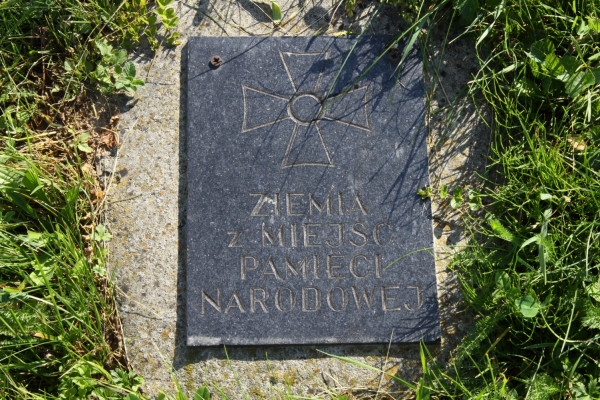 ZIEMIA
z MIEJSC
PAMIĘCI
NARODOWEJ